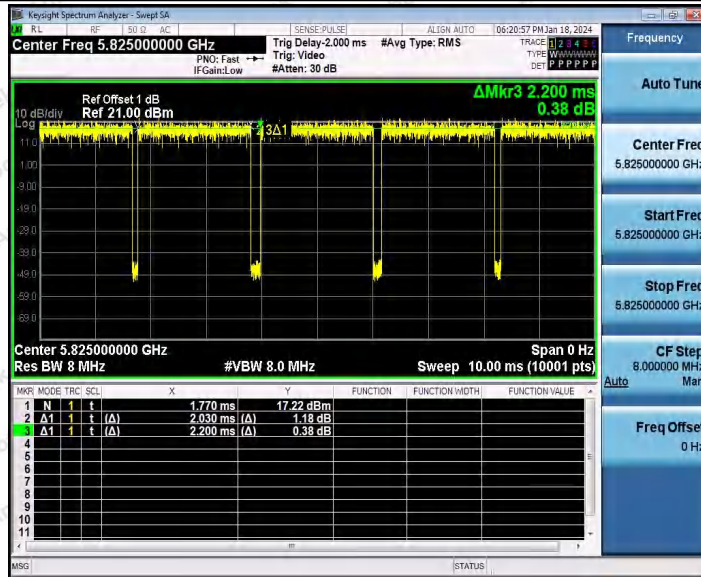 Keysight Spectrum Analyzer - Swept SA
RL RF 50 Ω AC SENSE:PULSE ALIGN AUTO 06:20:57 PM Jan 18, 2024
Center Freq 5.825000000 GHz
PNO: Fast
IFGain:Low
Trig Delay-2.000 ms
Trig: Video
#Atten: 30 dB
#Avg Type: RMS
TRACE 1 2 3 4 5 6
TYPE W
DET P P P P P P
Frequency
ΔMkr3 2.200 ms
0.38 dB
Ref Offset 1 dB
10 dB/div Ref 21.00 dBm
Log
3Δ1
11.0
1.00
-9.00
-19.0
-29.0
-39.0
-49.0
-59.0
-69.0
Center 5.825000000 GHz Span 0 Hz
Res BW 8 MHz #VBW 8.0 MHz Sweep 10.00 ms (10001 pts)
MKR MODE TRC SCL X Y FUNCTION FUNCTION WIDTH FUNCTION VALUE
1 N 1 t 1.770 ms 17.22 dBm
2 Δ1 1 t (Δ) 2.030 ms (Δ) 1.18 dB
3 Δ1 1 t (Δ) 2.200 ms (Δ) 0.38 dB
4
5
6
7
8
9
10
11
MSG STATUS
Auto Tune
Center Freq
5.825000000 GHz
Start Freq
5.825000000 GHz
Stop Freq
5.825000000 GHz
CF Step
8.000000 MHz
Auto Man
Freq Offset
0 Hz